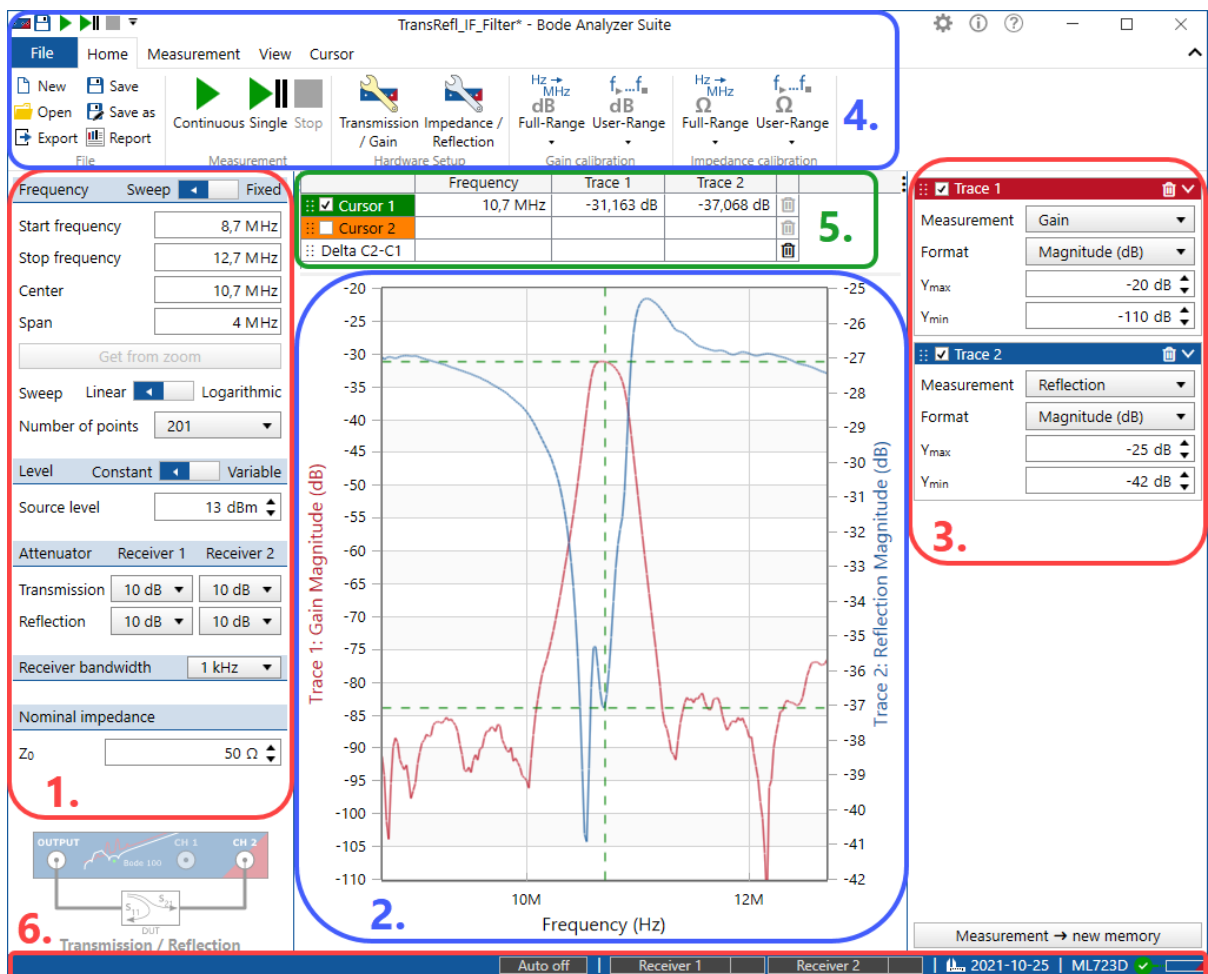 TransRefl_IF_Filter* - Bode Analyzer Suite
File Home Measurement View Cursor
New Save
Open Save as
Export Report
File
Continuous Single Stop
Measurement
Transmission / Gain
Impedance / Reflection
Hardware Setup
Hz → MHz dB Full-Range
f▶...f■ dB User-Range
Gain calibration
Hz → MHz Ω Full-Range
f▶...f■ Ω User-Range
Impedance calibration
4.
Frequency Sweep Fixed
Start frequency 8,7 MHz
Stop frequency 12,7 MHz
Center 10,7 MHz
Span 4 MHz
Get from zoom
Sweep Linear Logarithmic
Number of points 201
Level Constant Variable
Source level 13 dBm
Attenuator Receiver 1 Receiver 2
Transmission 10 dB 10 dB
Reflection 10 dB 10 dB
Receiver bandwidth 1 kHz
Nominal impedance
Z0 50 Ω
1.
OUTPUT CH 1 CH 2
Bode 100
S11 S21
DUT
Transmission / Reflection
6.
Frequency Trace 1 Trace 2
Cursor 1 10,7 MHz -31,163 dB -37,068 dB
Cursor 2
Delta C2-C1
5.
Trace 1: Gain Magnitude (dB)
-20
-25
-30
-35
-40
-45
-50
-55
-60
-65
-70
-75
-80
-85
-90
-95
-100
-105
-110
-25
-26
-27
-28
-29
-30
-31
-32
-33
-34
-35
-36
-37
-38
-39
-40
-41
-42
Trace 2: Reflection Magnitude (dB)
10M 12M
Frequency (Hz)
2.
Trace 1
Measurement Gain
Format Magnitude (dB)
Ymax -20 dB
Ymin -110 dB
Trace 2
Measurement Reflection
Format Magnitude (dB)
Ymax -25 dB
Ymin -42 dB
3.
Measurement → new memory
Auto off Receiver 1 Receiver 2 2021-10-25 ML723D